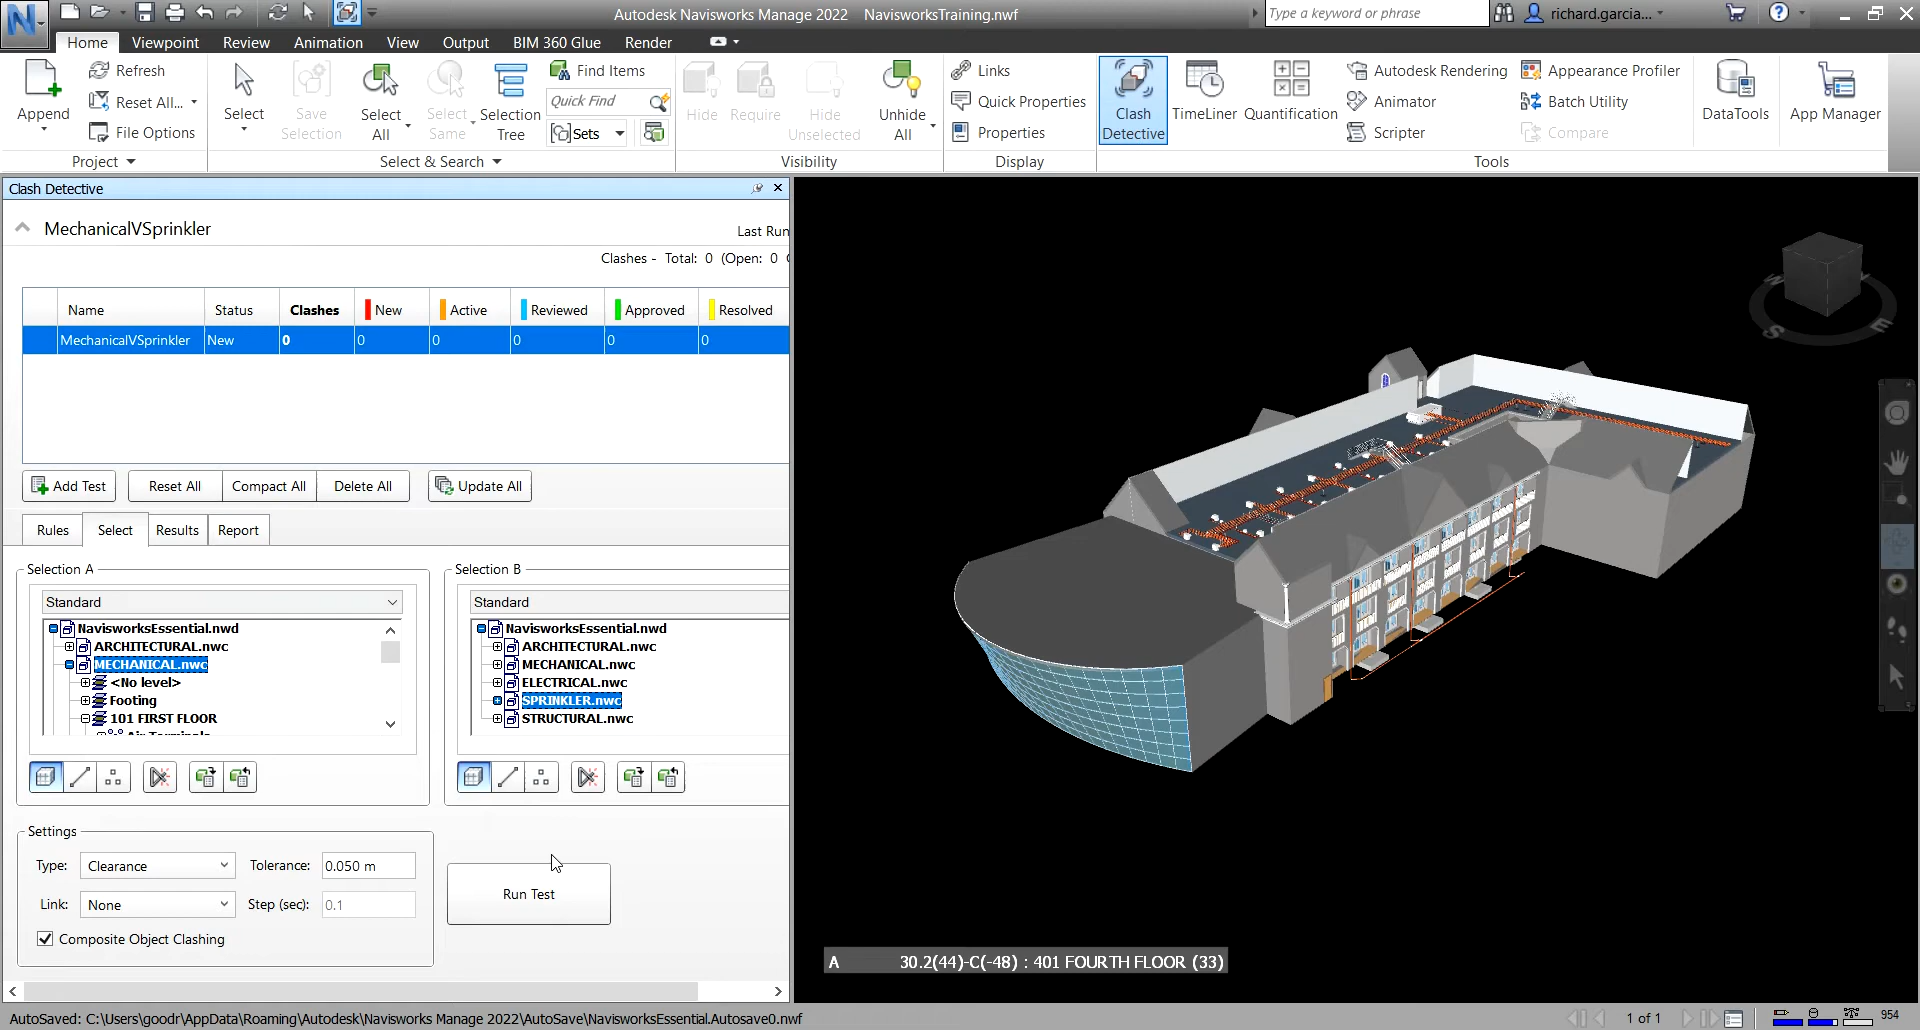 N
Autodesk Navisworks Manage 2022 NavisworksTraining.nwf
Type a keyword or phrase
richard.garcia...
Home Viewpoint Review Animation View Output BIM 360 Glue Render
Append
Refresh
Reset All...
File Options
Project
Select
Save Selection
Select All
Select Same
Selection Tree
Find Items
Quick Find
Sets
Select & Search
Hide
Require
Hide Unselected
Unhide All
Visibility
Links
Quick Properties
Properties
Display
Clash Detective
TimeLiner
Quantification
Autodesk Rendering
Animator
Scripter
Appearance Profiler
Batch Utility
Compare
Tools
DataTools
App Manager
Clash Detective
MechanicalVSprinkler
Last Run
Clashes - Total: 0 (Open: 0
Name Status Clashes New Active Reviewed Approved Resolved
MechanicalVSprinkler New 0 0 0 0 0 0
Add Test Reset All Compact All Delete All Update All
Rules Select Results Report
Selection A
Standard
NavisworksEssential.nwd
ARCHITECTURAL.nwc
MECHANICAL.nwc
<No level>
Footing
101 FIRST FLOOR
Air Terminals
Selection B
Standard
NavisworksEssential.nwd
ARCHITECTURAL.nwc
MECHANICAL.nwc
ELECTRICAL.nwc
SPRINKLER.nwc
STRUCTURAL.nwc
Settings
Type: Clearance Tolerance: 0.050 m
Link: None Step (sec): 0.1
Composite Object Clashing
Run Test
W
S
E
A 30.2(44)-C(-48) : 401 FOURTH FLOOR (33)
AutoSaved: C:\Users\goodr\AppData\Roaming\Autodesk\Navisworks Manage 2022\AutoSave\NavisworksEssential.Autosave0.nwf
1 of 1
954